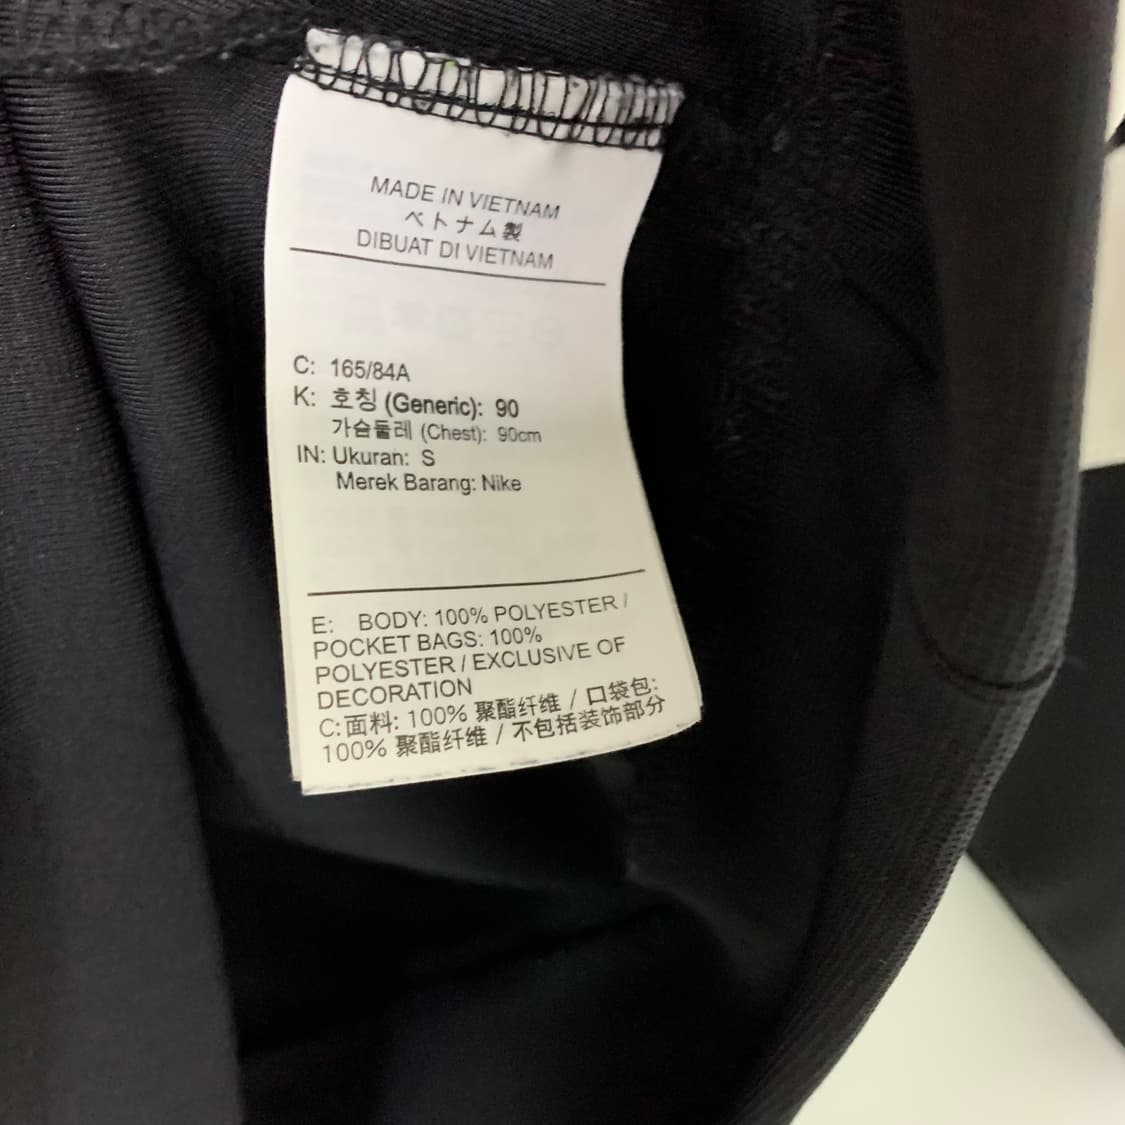 MADE IN VIETNAM
ベトナム製
DIBUAT DI VIETNAM
C: 165/84A
K: 호칭 (Generic): 90
가슴둘레 (Chest): 90cm
IN: Ukuran: S
Merek Barang: Nike
E: BODY: 100% POLYESTER /
POCKET BAGS: 100%
POLYESTER / EXCLUSIVE OF
DECORATION
C:面料: 100% 聚酯纤维 / 口袋包:
100% 聚酯纤维 / 不包括装饰部分